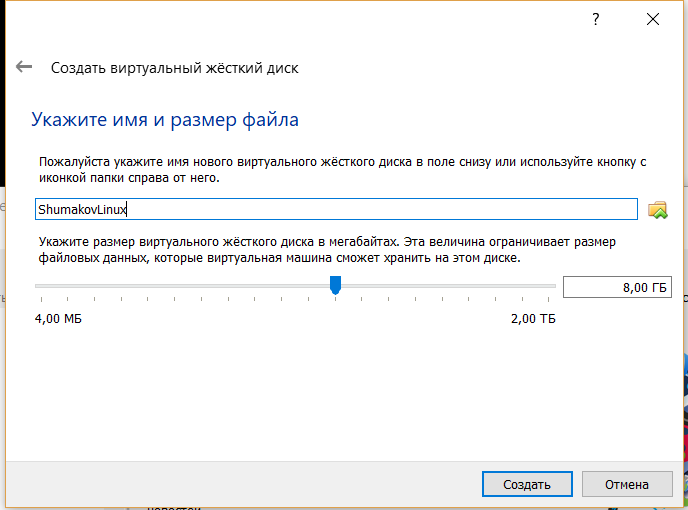 ?
Создать виртуальный жёсткий диск
Укажите имя и размер файла
Пожалуйста укажите имя нового виртуального жёсткого диска в поле снизу или используйте кнопку с
иконкой папки справа от него.
ShumakovLinux
Укажите размер виртуального жёсткого диска в мегабайтах. Эта величина ограничивает размер
файловых данных, которые виртуальная машина сможет хранить на этом диске.
8,00 ГБ
4,00 МБ 2,00 ТБ
Создать Отмена